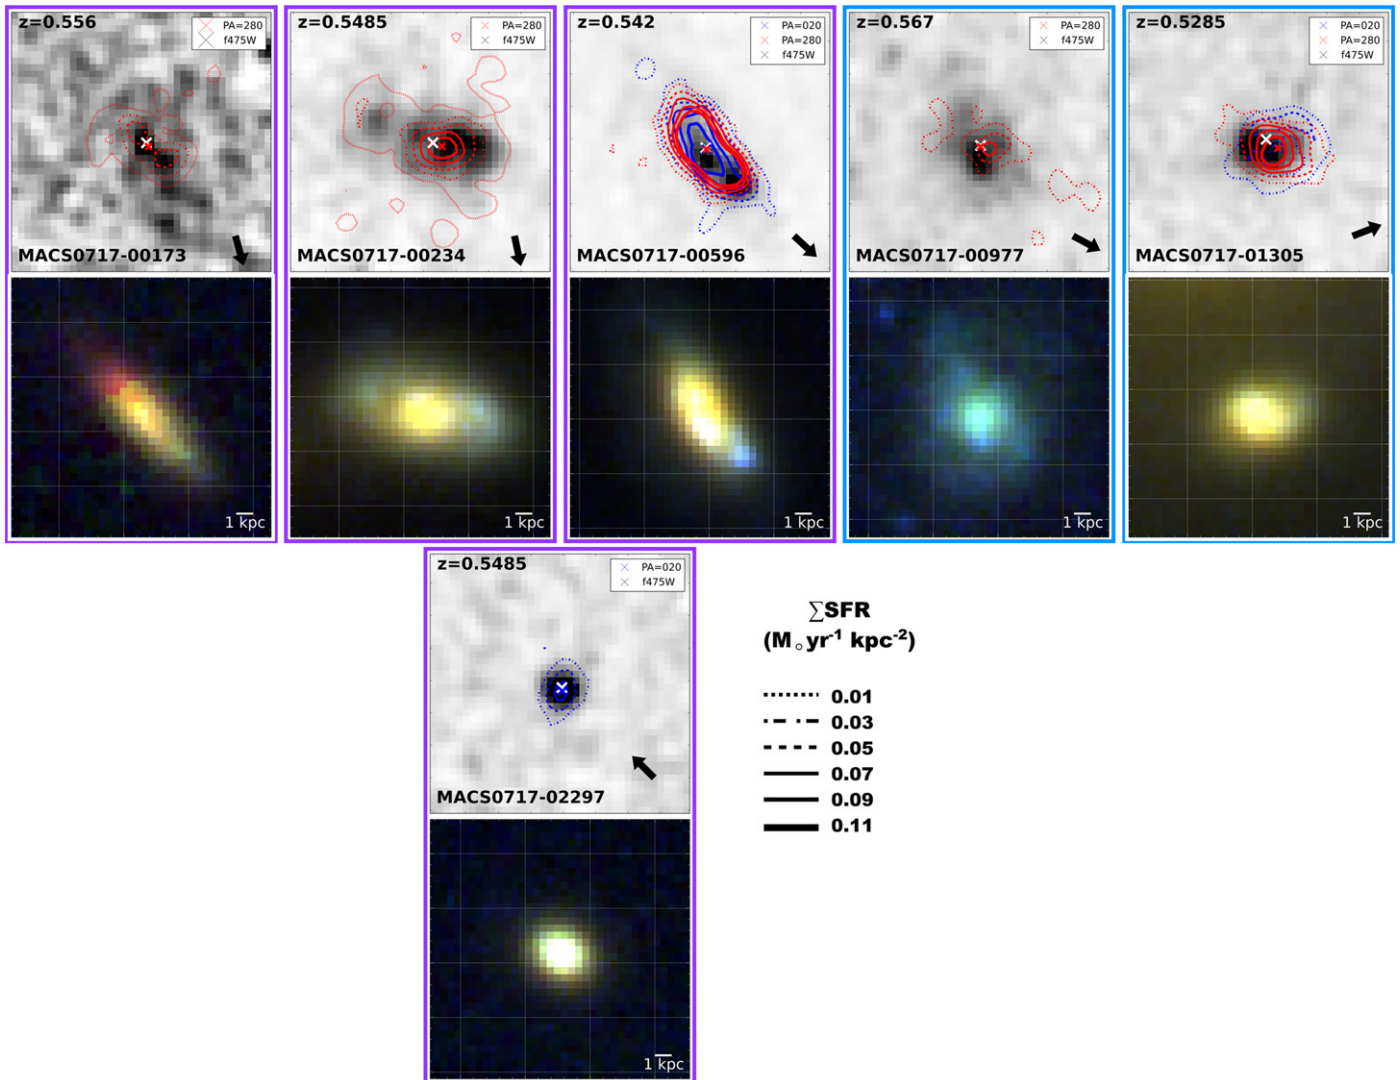 z=0.556
PA=280
f475W
MACS0717-00173
z=0.5485
PA=280
f475W
MACS0717-00234
z=0.542
PA=020
PA=280
f475W
MACS0717-00596
z=0.567
PA=280
f475W
MACS0717-00977
z=0.5285
PA=020
PA=280
f475W
MACS0717-01305
1 kpc
1 kpc
1 kpc
1 kpc
1 kpc
z=0.5485
PA=020
f475W
MACS0717-02297
1 kpc
∑SFR
(M☉yr⁻¹ kpc⁻²)
0.01
0.03
0.05
0.07
0.09
0.11